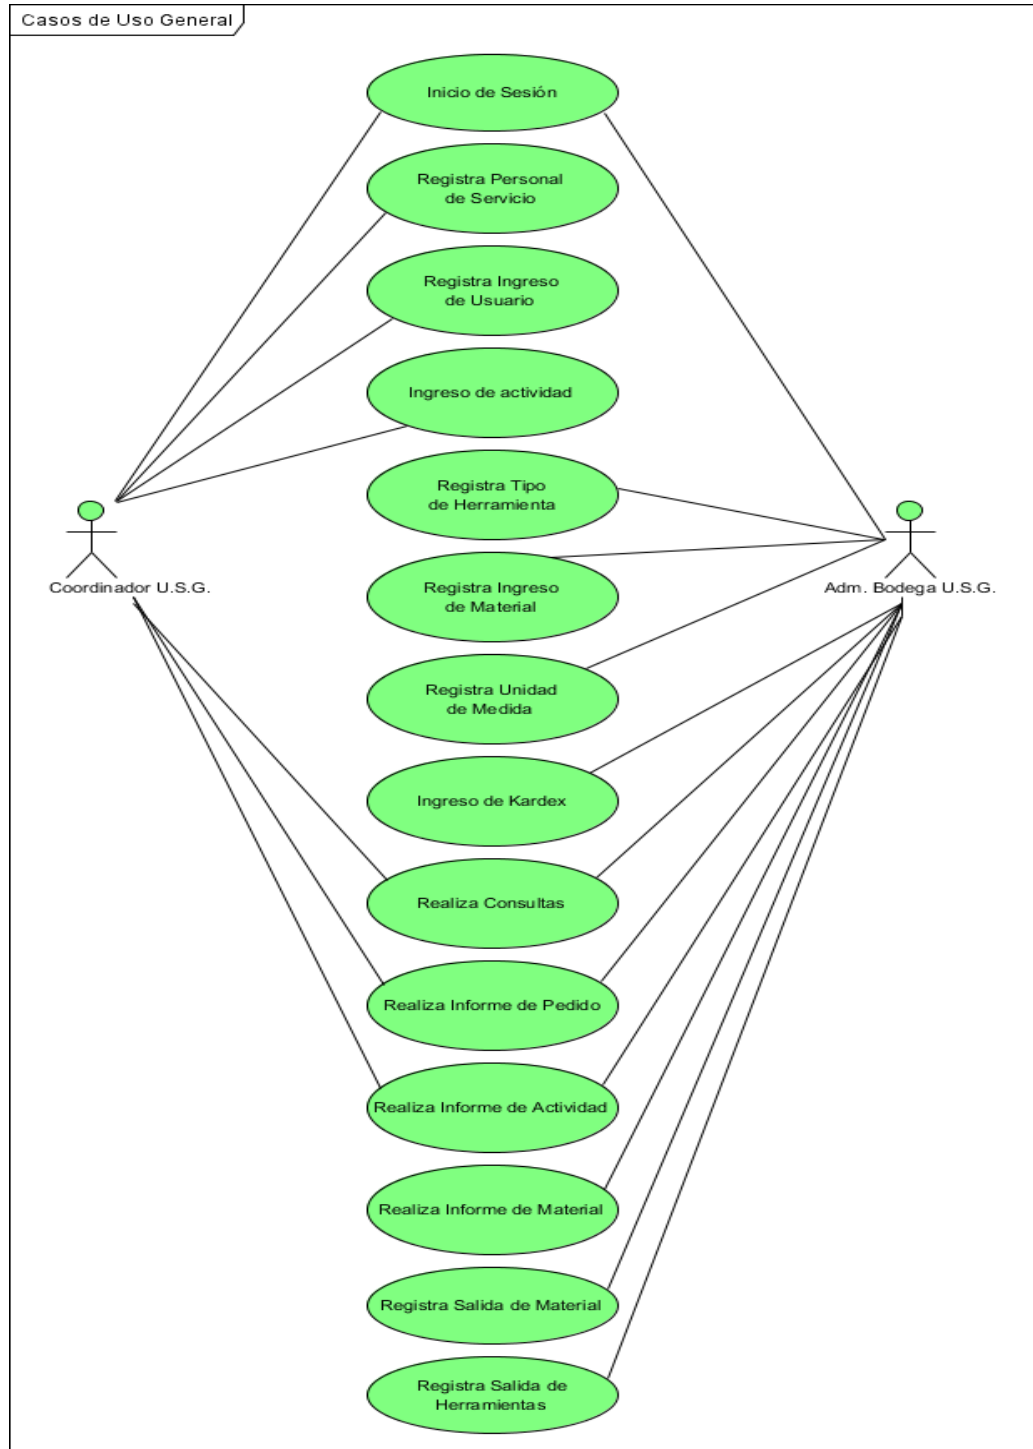 Casos de Uso General
Inicio de Sesión
Registra Personal
de Servicio
Registra Ingreso
de Usuario
Ingreso de actividad
Registra Tipo
de Herramienta
Coordinador U.S.G.
Adm. Bodega U.S.G.
Registra Ingreso
de Material
Registra Unidad
de Medida
Ingreso de Kardex
Realiza Consultas
Realiza Informe de Pedido
Realiza Informe de Actividad
Realiza Informe de Material
Registra Salida de Material
Registra Salida de
Herramientas